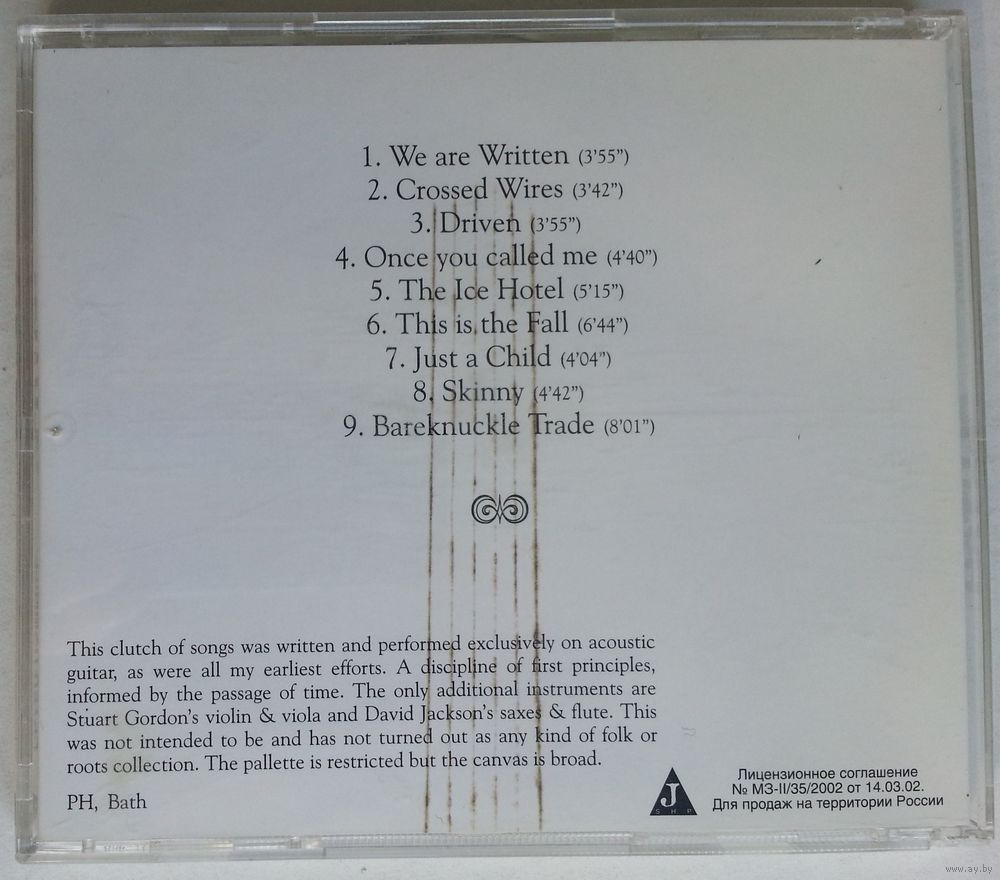 1. We are Written (3’55”)
2. Crossed Wires (3’42”)
3. Driven (3’55”)
4. Once you called me (4’40”)
5. The Ice Hotel (5’15”)
6. This is the Fall (6’44”)
7. Just a Child (4’04”)
8. Skinny (4’42”)
9. Bareknuckle Trade (8’01”)
This clutch of songs was written and performed exclusively on acoustic
guitar, as were all my earliest efforts. A discipline of first principles,
informed by the passage of time. The only additional instruments are
Stuart Gordon’s violin & viola and David Jackson’s saxes & flute. This
was not intended to be and has not turned out as any kind of folk or
roots collection. The pallette is restricted but the canvas is broad.
PH, Bath
J
S H P
Лицензионное соглашение
№ МЗ-II/35/2002 от 14.03.02.
Для продаж на территории России
www.ay.by